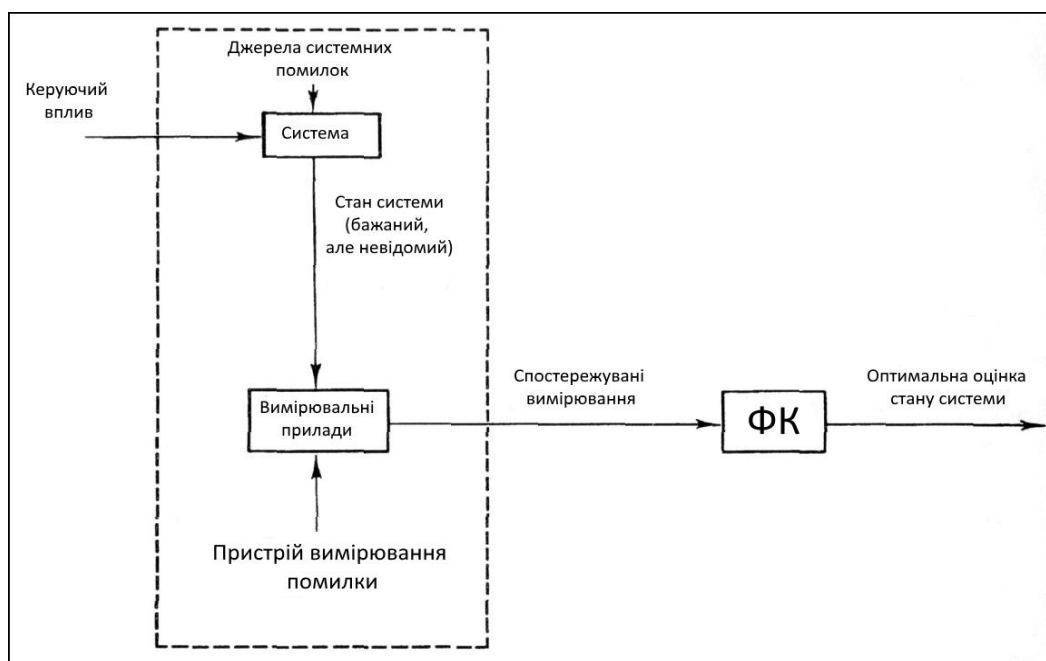 Джерела системних
помилок
Керуючий
вплив
Система
Стан системи
(бажаний,
але невідомий)
Вимірювальні
прилади
Спостережувані
вимірювання
ФК
Оптимальна оцінка
стану системи
Пристрій вимірювання
помилки